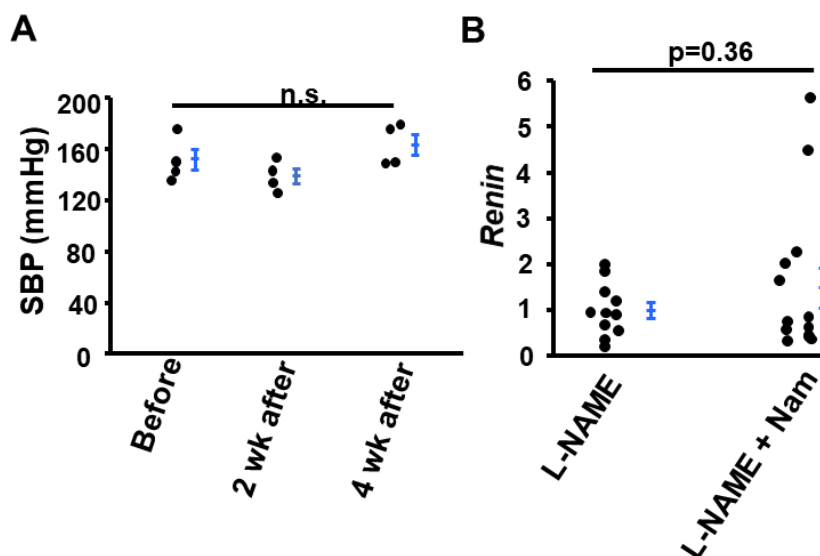 A
n.s.
200
160
120
80
40
0
SBP (mmHg)
Before
2 wk after
4 wk after
B
p=0.36
6
5
4
3
2
1
0
Renin
L-NAME
L-NAME + Nam